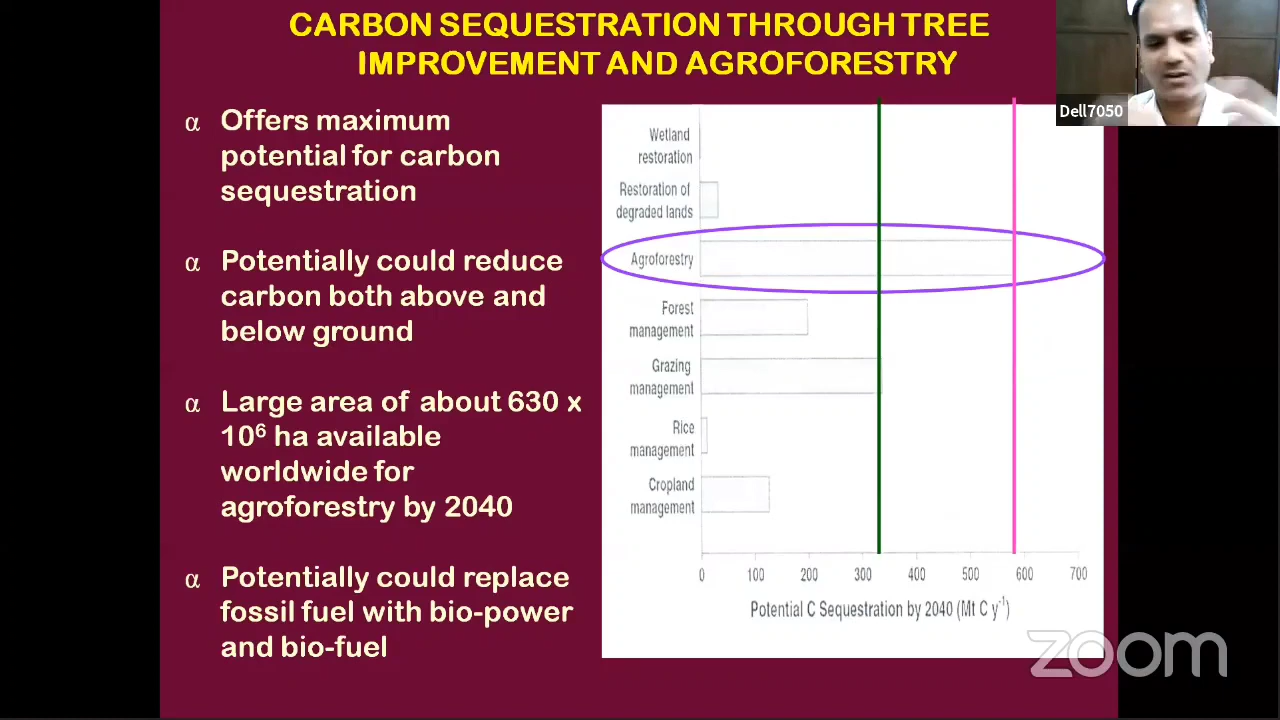 CARBON SEQUESTRATION THROUGH TREE
IMPROVEMENT AND AGROFORESTRY
Dell7050
α Offers maximum
potential for carbon
sequestration
α Potentially could reduce
carbon both above and
below ground
α Large area of about 630 x
10⁶ ha available
worldwide for
agroforestry by 2040
α Potentially could replace
fossil fuel with bio-power
and bio-fuel
Wetland
restoration
Restoration of
degraded lands
Agroforestry
Forest
management
Grazing
management
Rice
management
Cropland
management
0 100 200 300 400 500 600 700
Potential C Sequestration by 2040 (Mt C y⁻¹)
zoom